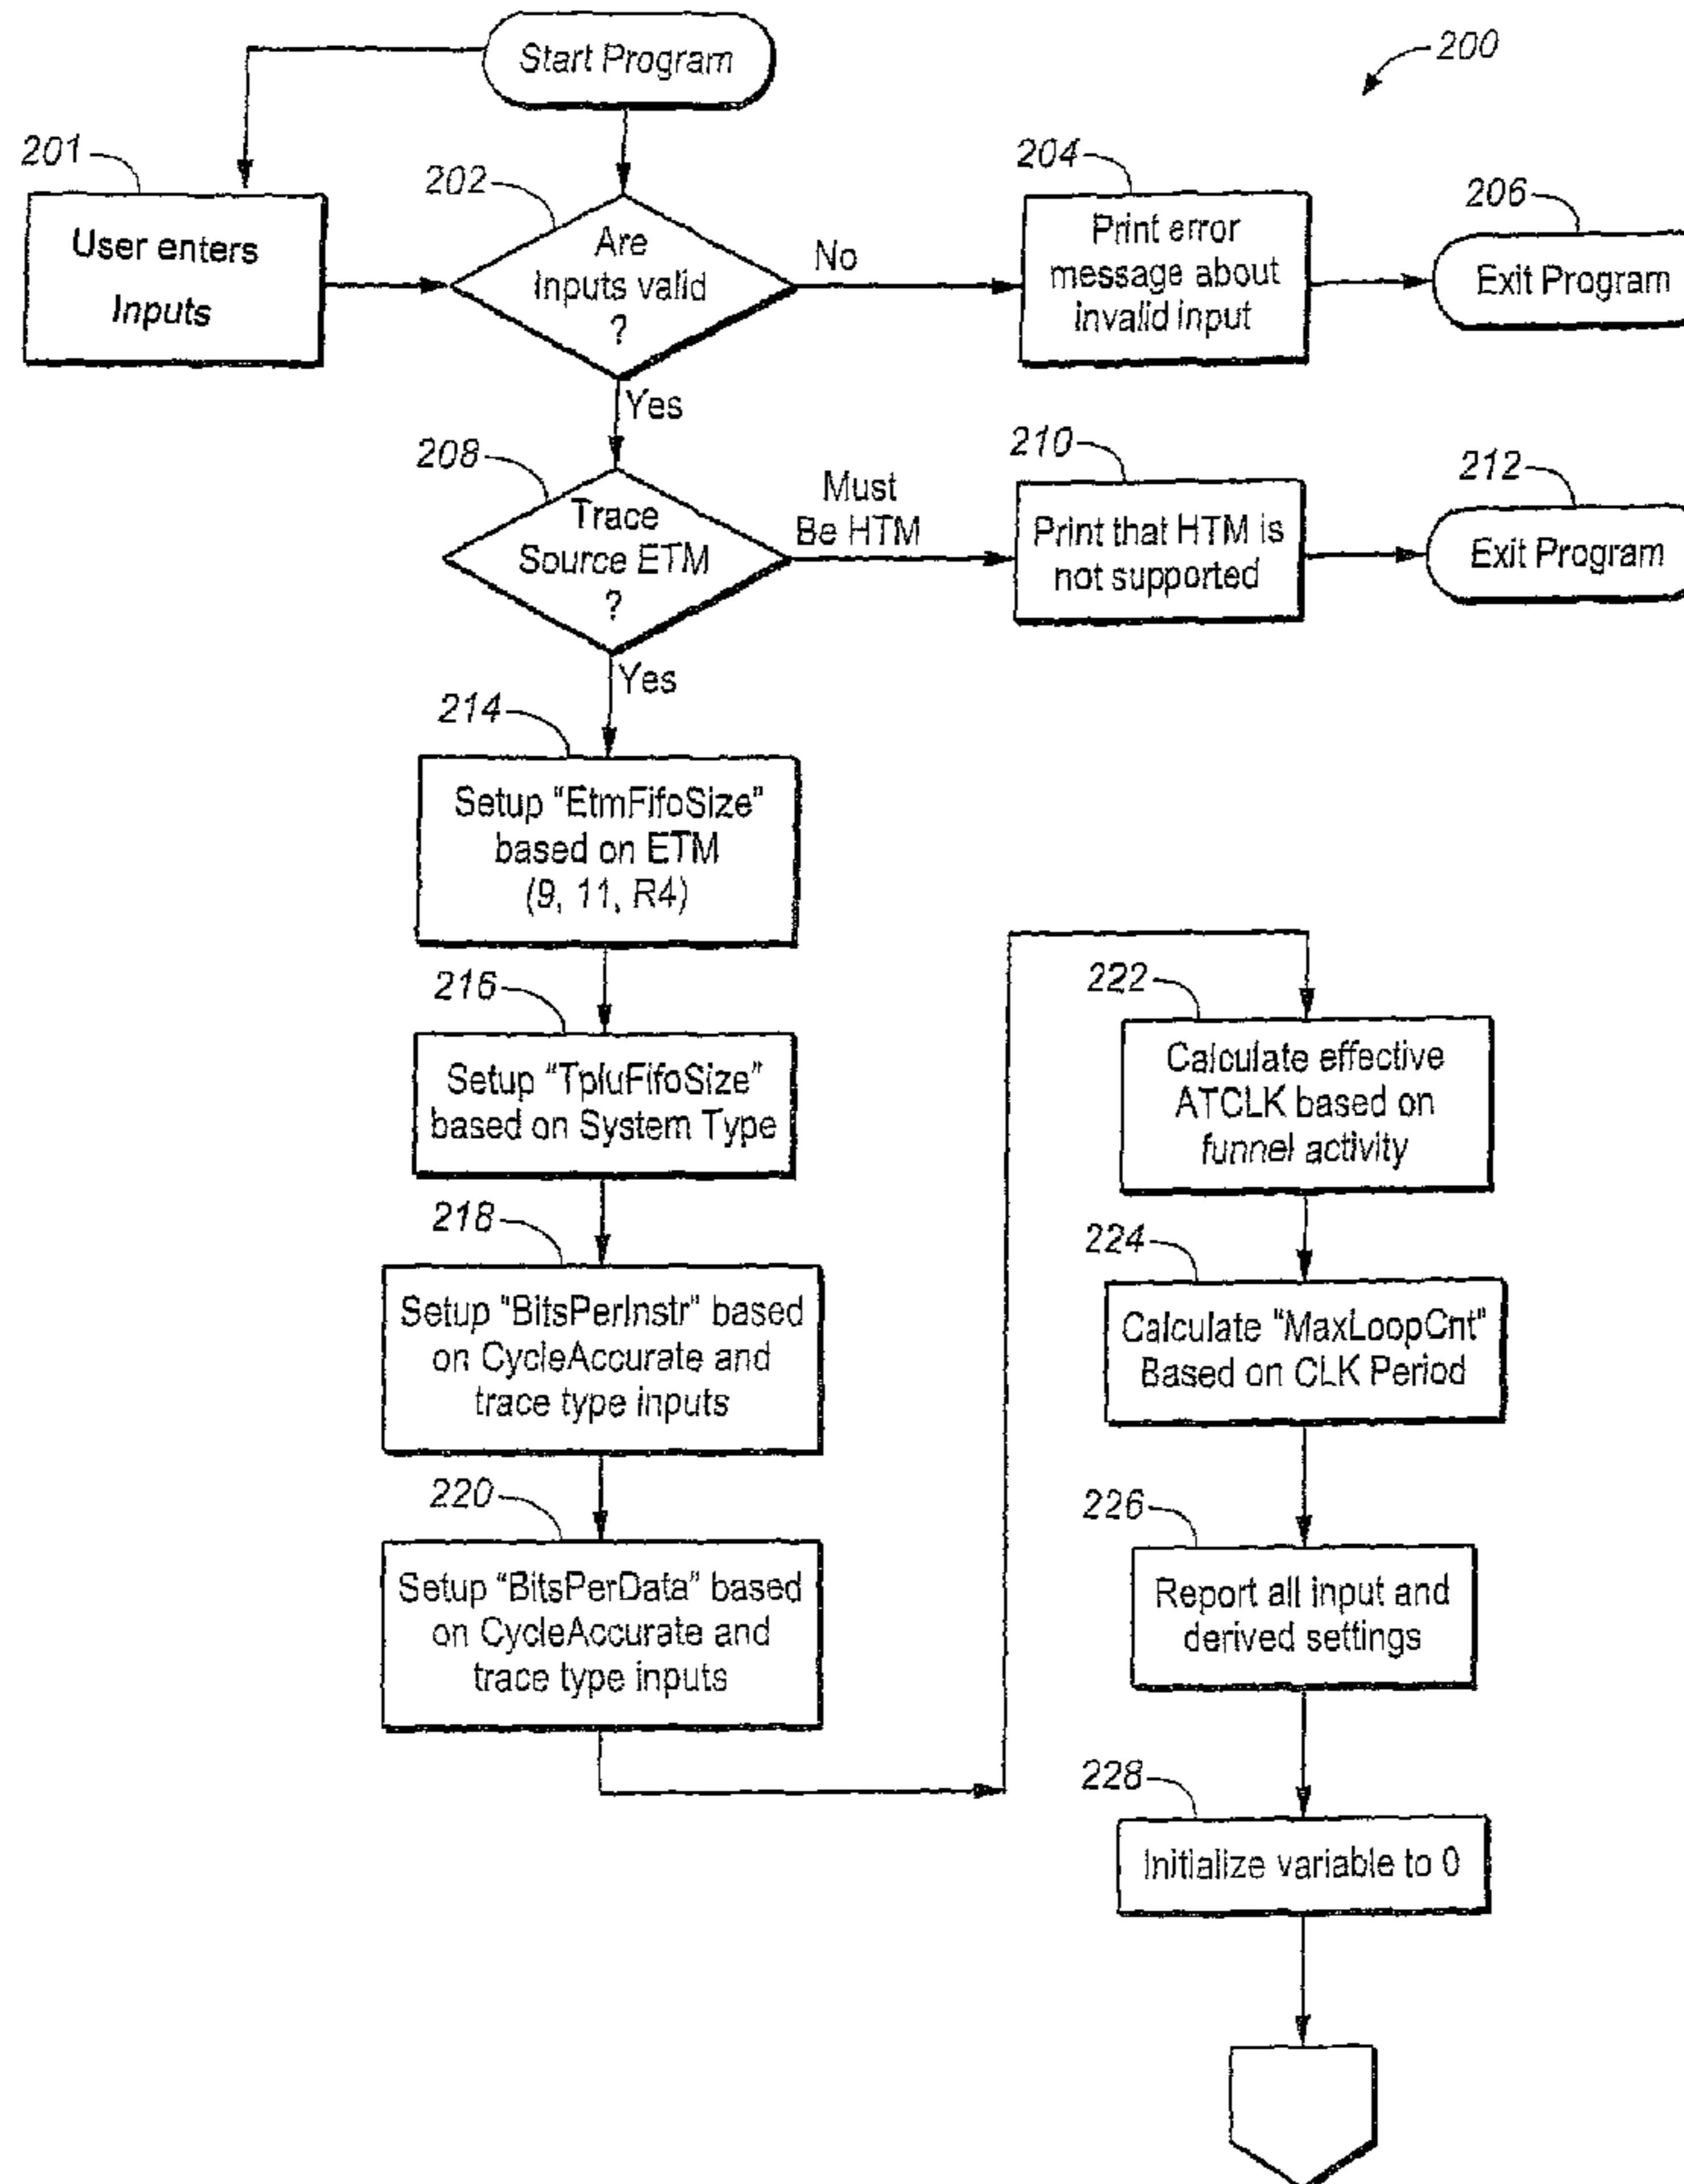 Start Program
200
201
User enters
Inputs
202
Are
Inputs valid
?
No
204
Print error
message about
invalid input
206
Exit Program
Yes
208
Trace
Source ETM
?
Must
Be HTM
210
Print that HTM is
not supported
212
Exit Program
Yes
214
Setup "EtmFifoSize"
based on ETM
(9, 11, R4)
216
Setup "TpiuFifoSize"
based on System Type
218
Setup "BitsPerInstr" based
on CycleAccurate and
trace type inputs
220
Setup "BitsPerData" based
on CycleAccurate and
trace type inputs
222
Calculate effective
ATCLK based on
funnel activity
224
Calculate "MaxLoopCnt"
Based on CLK Period
226
Report all input and
derived settings
228
Initialize variable to 0